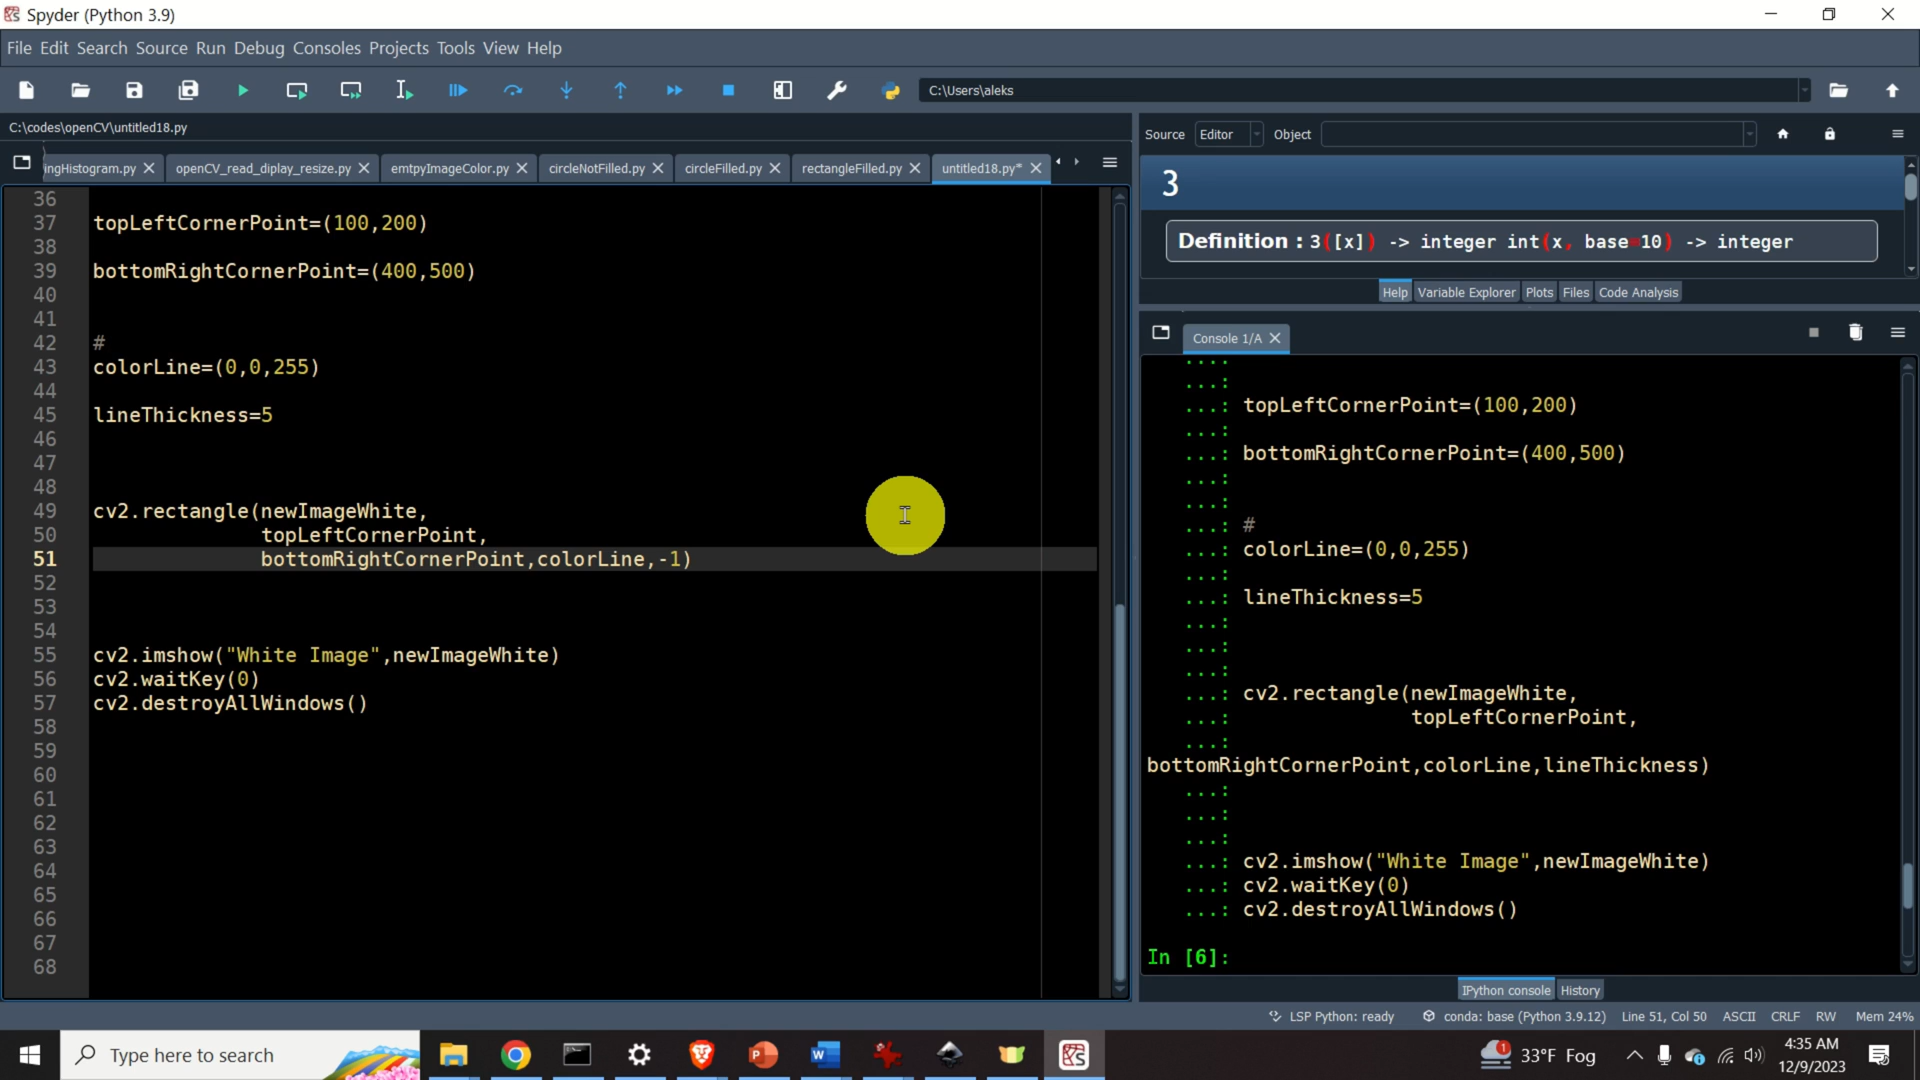 Spyder (Python 3.9)
File Edit Search Source Run Debug Consoles Projects Tools View Help
C:\Users\aleks
C:\codes\openCV\untitled18.py
ingHistogram.py
openCV_read_diplay_resize.py
emtpyImageColor.py
circleNotFilled.py
circleFilled.py
rectangleFilled.py
untitled18.py*
36
37 topLeftCornerPoint=(100,200)
38
39 bottomRightCornerPoint=(400,500)
40
41
42 #
43 colorLine=(0,0,255)
44
45 lineThickness=5
46
47
48
49 cv2.rectangle(newImageWhite,
50 topLeftCornerPoint,
51 bottomRightCornerPoint,colorLine,-1)
52
53
54
55 cv2.imshow("White Image",newImageWhite)
56 cv2.waitKey(0)
57 cv2.destroyAllWindows()
58
59
60
61
62
63
64
65
66
67
68
Source Editor Object
3
Definition : 3([x]) -> integer int(x, base=10) -> integer
Help Variable Explorer Plots Files Code Analysis
Console 1/A
...:
...:
...: topLeftCornerPoint=(100,200)
...:
...: bottomRightCornerPoint=(400,500)
...:
...:
...: #
...: colorLine=(0,0,255)
...:
...: lineThickness=5
...:
...:
...:
...: cv2.rectangle(newImageWhite,
...: topLeftCornerPoint,
...:
bottomRightCornerPoint,colorLine,lineThickness)
...:
...:
...:
...: cv2.imshow("White Image",newImageWhite)
...: cv2.waitKey(0)
...: cv2.destroyAllWindows()
In [6]:
IPython console History
LSP Python: ready conda: base (Python 3.9.12) Line 51, Col 50 ASCII CRLF RW Mem 24%
Type here to search
1
33°F Fog
4:35 AM
12/9/2023